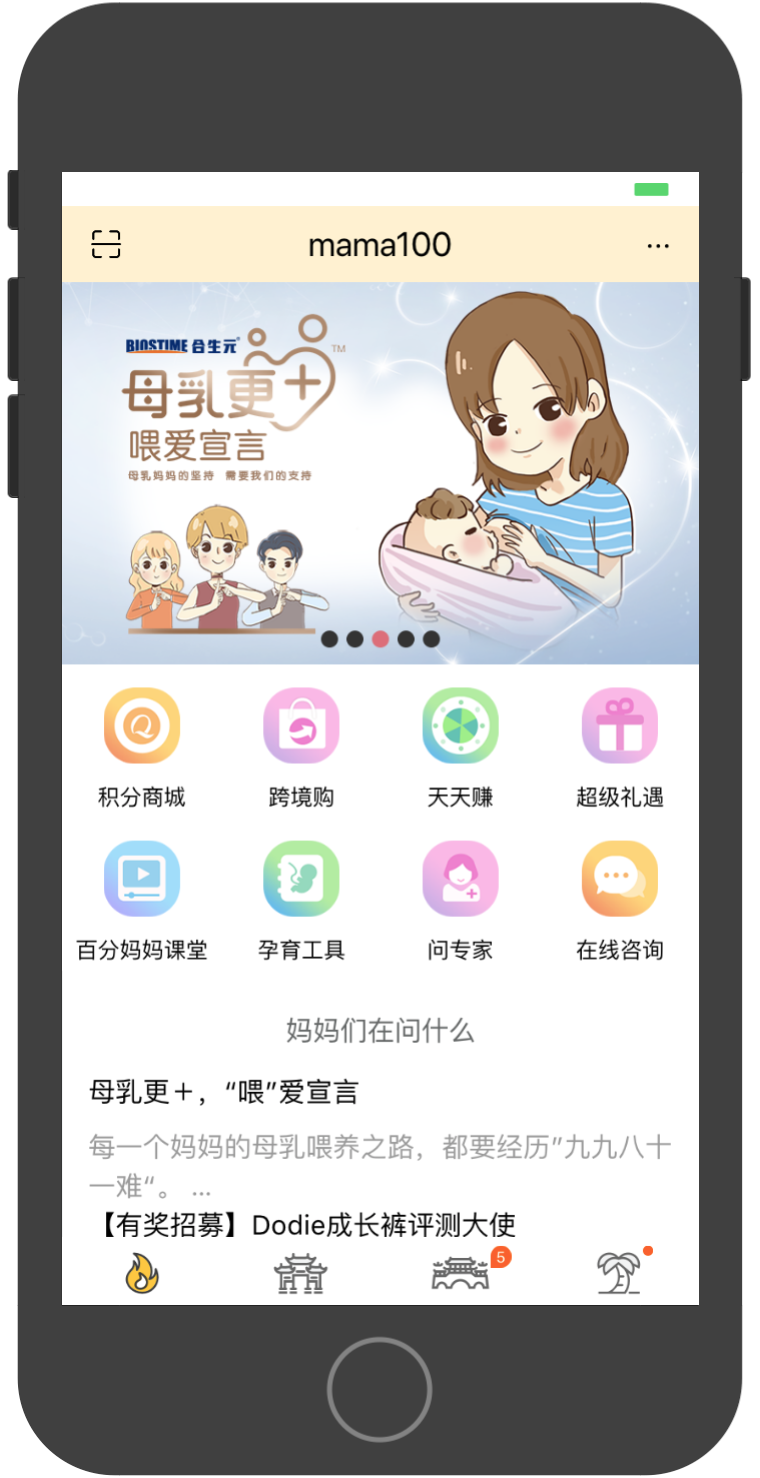 mama100
BIOSTIME 合生元
母乳更+ TM
喂爱宣言
母乳妈妈的坚持 需要我们的支持
积分商城 跨境购 天天赚 超级礼遇
百分妈妈课堂 孕育工具 问专家 在线咨询
妈妈们在问什么
母乳更＋，“喂”爱宣言
每一个妈妈的母乳喂养之路，都要经历”九九八十
一难“。 ...
【有奖招募】Dodie成长裤评测大使
5